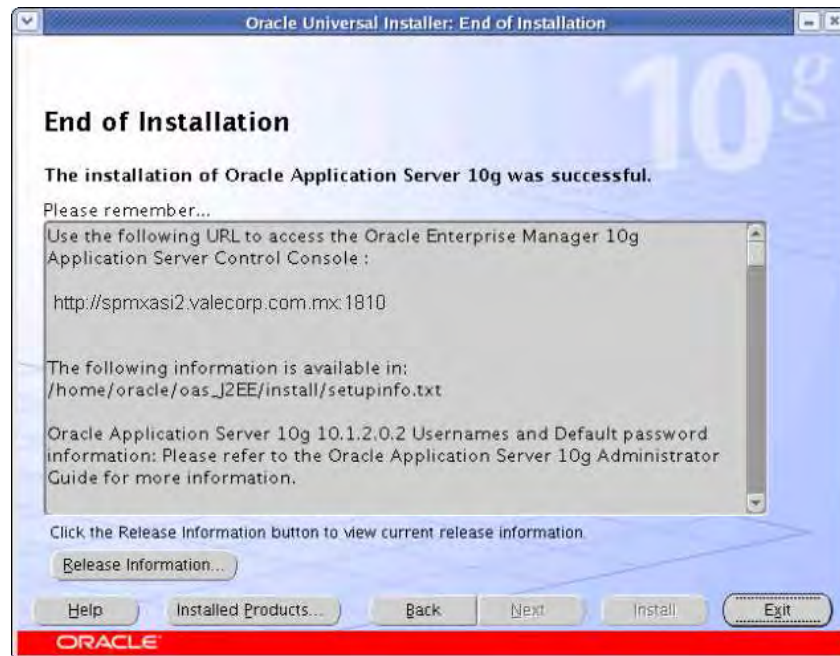 Oracle Universal Installer: End of Installation
10g
End of Installation
The installation of Oracle Application Server 10g was successful.
Please remember...
Use the following URL to access the Oracle Enterprise Manager 10g
Application Server Control Console :
http://spmxasi2.valecorp.com.mx:1810
The following information is available in:
/home/oracle/oas_J2EE/install/setupinfo.txt
Oracle Application Server 10g 10.1.2.0.2 Usernames and Default password
information: Please refer to the Oracle Application Server 10g Administrator
Guide for more information.
Click the Release Information button to view current release information.
Release Information...
Help Installed Products... Back Next Install Exit
ORACLE